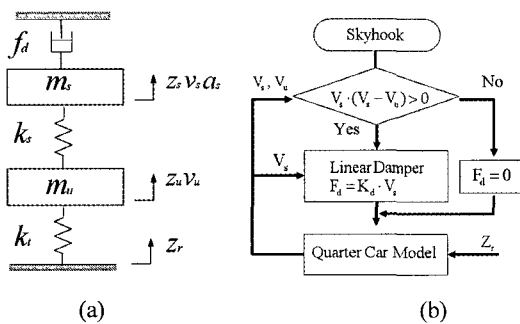 f_d
m_s
z_s v_s a_s
k_s
m_u
z_u v_u
k_t
z_r
(a)
Skyhook
V_s, V_u
V_s·(V_s−V_u)>0
No
Yes
V_s
Linear Damper
F_d=K_d·V_s
F_d=0
Quarter Car Model
Z_r
(b)